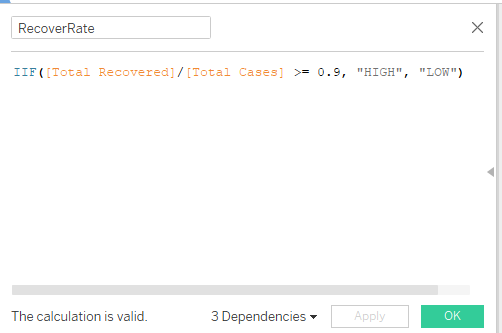 RecoverRate
IIF([Total Recovered]/[Total Cases] >= 0.9, "HIGH", "LOW")
The calculation is valid. 3 Dependencies Apply OK